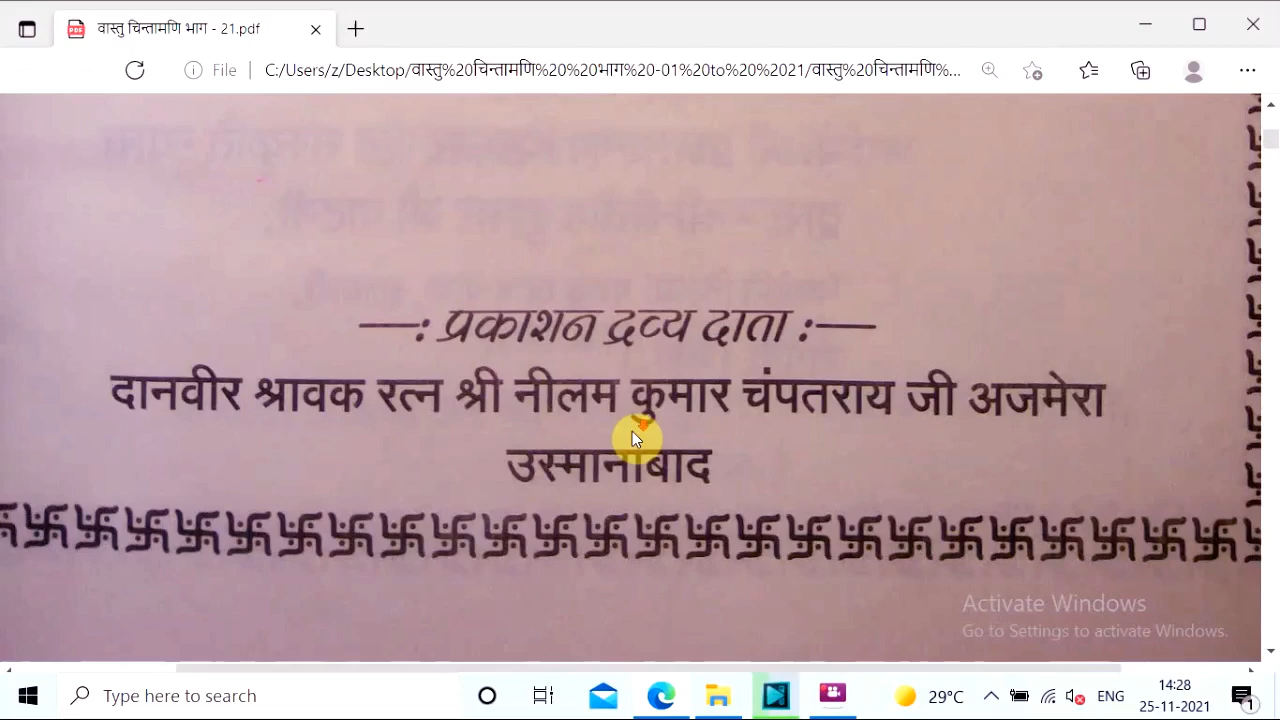 वास्तु चिन्तामणि भाग - 21.pdf
File C:/Users/z/Desktop/वास्तु%20चिन्तामणि%20%20भाग%20-01%20to%20%2021/वास्तु%20चिन्तामणि%...
—: प्रकाशन द्रव्य दाता :—
दानवीर श्रावक रत्न श्री नीलम कुमार चंपतराय जी अजमेरा
उस्मानाबाद
Activate Windows
Go to Settings to activate Windows.
Type here to search
29°C
ENG
14:28
25-11-2021
1